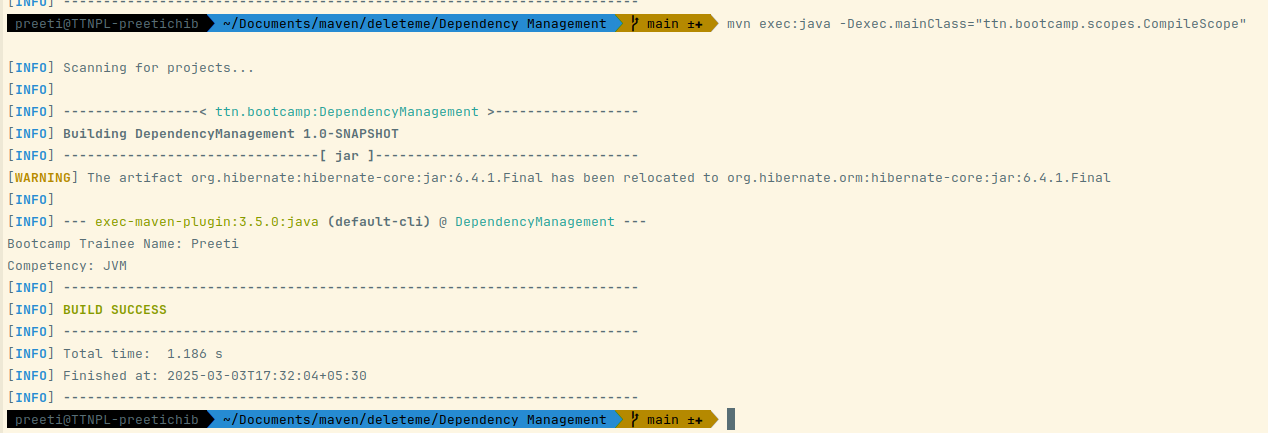 [INFO] ------------------------------------------------------------------------
preeti@TTNPL-preetichib ~/Documents/maven/deleteme/Dependency Management main ±✚ mvn exec:java -Dexec.mainClass="ttn.bootcamp.scopes.CompileScope"
[INFO] Scanning for projects...
[INFO]
[INFO] -----------------< ttn.bootcamp:DependencyManagement >------------------
[INFO] Building DependencyManagement 1.0-SNAPSHOT
[INFO] --------------------------------[ jar ]---------------------------------
[WARNING] The artifact org.hibernate:hibernate-core:jar:6.4.1.Final has been relocated to org.hibernate.orm:hibernate-core:jar:6.4.1.Final
[INFO]
[INFO] --- exec-maven-plugin:3.5.0:java (default-cli) @ DependencyManagement ---
Bootcamp Trainee Name: Preeti
Competency: JVM
[INFO] ------------------------------------------------------------------------
[INFO] BUILD SUCCESS
[INFO] ------------------------------------------------------------------------
[INFO] Total time:  1.186 s
[INFO] Finished at: 2025-03-03T17:32:04+05:30
[INFO] ------------------------------------------------------------------------
preeti@TTNPL-preetichib ~/Documents/maven/deleteme/Dependency Management main ±✚